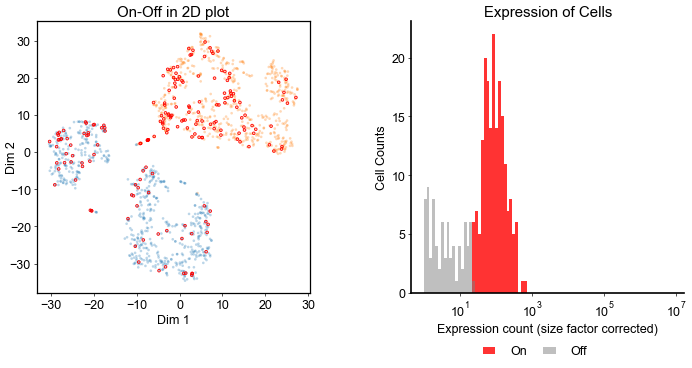 On-Off in 2D plot
Dim 2
30
20
10
0
−10
−20
−30
−30 −20 −10 0 10 20 30
Dim 1
Expression of Cells
Cell Counts
20
15
10
5
0
10^1 10^3 10^5 10^7
Expression count (size factor corrected)
On Off